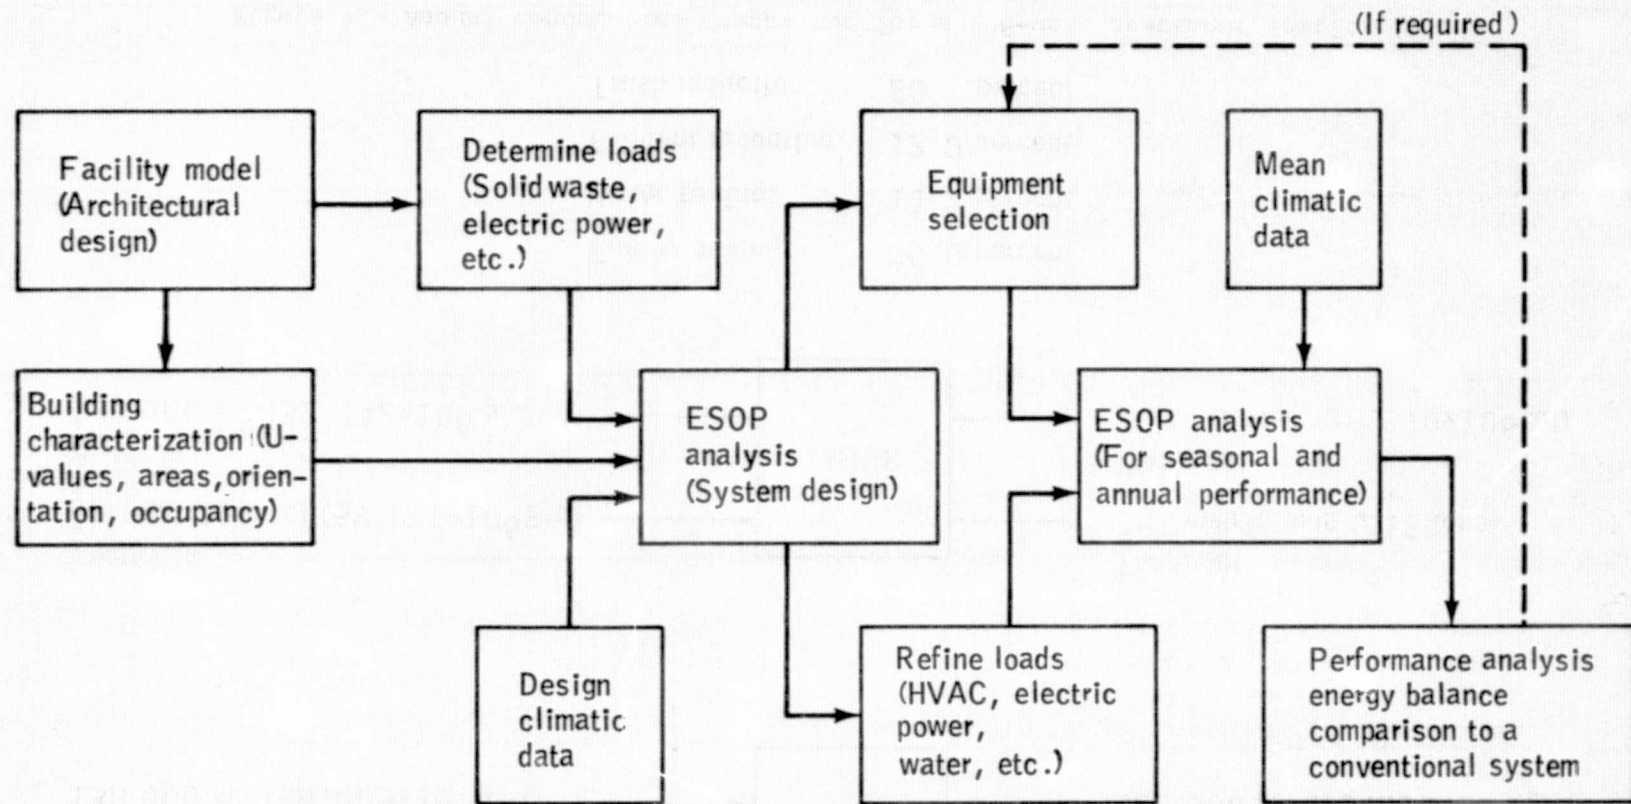 (If required)
Facility model
(Architectural
design)
Determine loads
(Solid waste,
electric power,
etc.)
Equipment
selection
Mean
climatic
data
Building
characterization (U-
values, areas, orien-
tation, occupancy)
ESOP
analysis
(System design)
ESOP analysis
(For seasonal and
annual performance)
Design
climatic
data
Refine loads
(HVAC, electric
power,
water, etc.)
Performance analysis
energy balance
comparison to a
conventional system